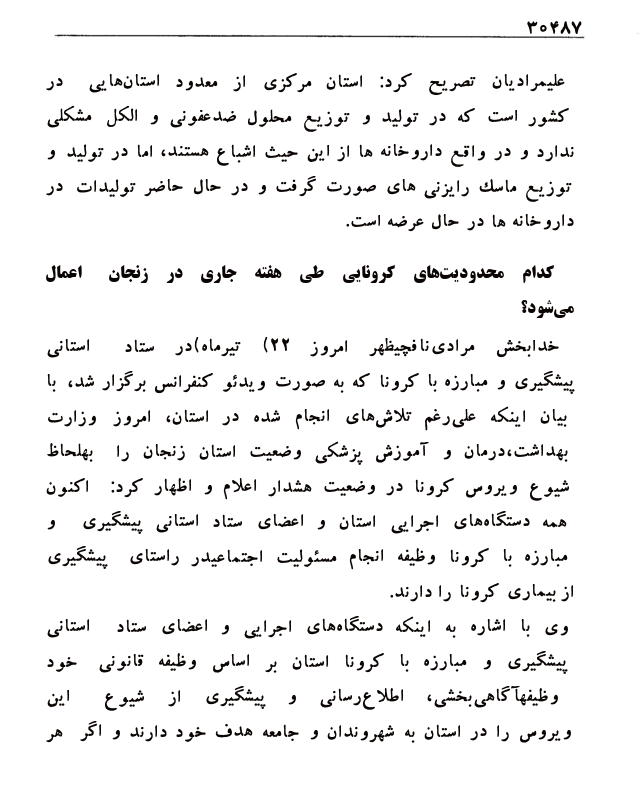 ۳۰۴۸۷
علیمرادیان تصریح کرد: استان مرکزی از معدود استان‌هایی در
کشور است که در تولید و توزیع محلول ضدعفونی و الکل مشکلی
ندارد و در واقع داروخانه ها از این حیث اشباع هستند، اما در تولید و
توزیع ماسك رایزنی های صورت گرفت و در حال حاضر تولیدات در
داروخانه ها در حال عرضه است.
کدام محدودیت‌های کرونایی طی هفته جاری در زنجان اعمال
می‌شود؟
خدابخش مرادی‌نافچیظهر امروز ۲۲) تیرماه)در ستاد استانی
پیشگیری و مبارزه با کرونا که به صورت ویدئو کنفرانس برگزار شد، با
بیان اینکه علی‌رغم تلاش‌های انجام شده در استان، امروز وزارت
بهداشت،درمان و آموزش پزشکی وضعیت استان زنجان را بهلحاظ
شیوع ویروس کرونا در وضعیت هشدار اعلام و اظهار کرد: اکنون
همه دستگاه‌های اجرایی استان و اعضای ستاد استانی پیشگیری و
مبارزه با کرونا وظیفه انجام مسئولیت اجتماعیدر راستای پیشگیری
از بیماری کرونا را دارند.
وی با اشاره به اینکه دستگاه‌های اجرایی و اعضای ستاد استانی
پیشگیری و مبارزه با کرونا استان بر اساس وظیفه قانونی خود
وظیفهآگاهی‌بخشی، اطلاع‌رسانی و پیشگیری از شیوع این
ویروس را در استان به شهروندان و جامعه هدف خود دارند و اگر هر